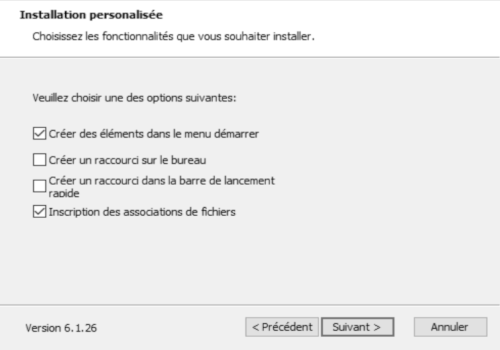 Installation personalisée
Choisissez les fonctionnalités que vous souhaiter installer.
Veuillez choisir une des options suivantes:
Créer des éléments dans le menu démarrer
Créer un raccourci sur le bureau
Créer un raccourci dans la barre de lancement
rapide
Inscription des associations de fichiers
Version 6.1.26
< Précédent
Suivant >
Annuler